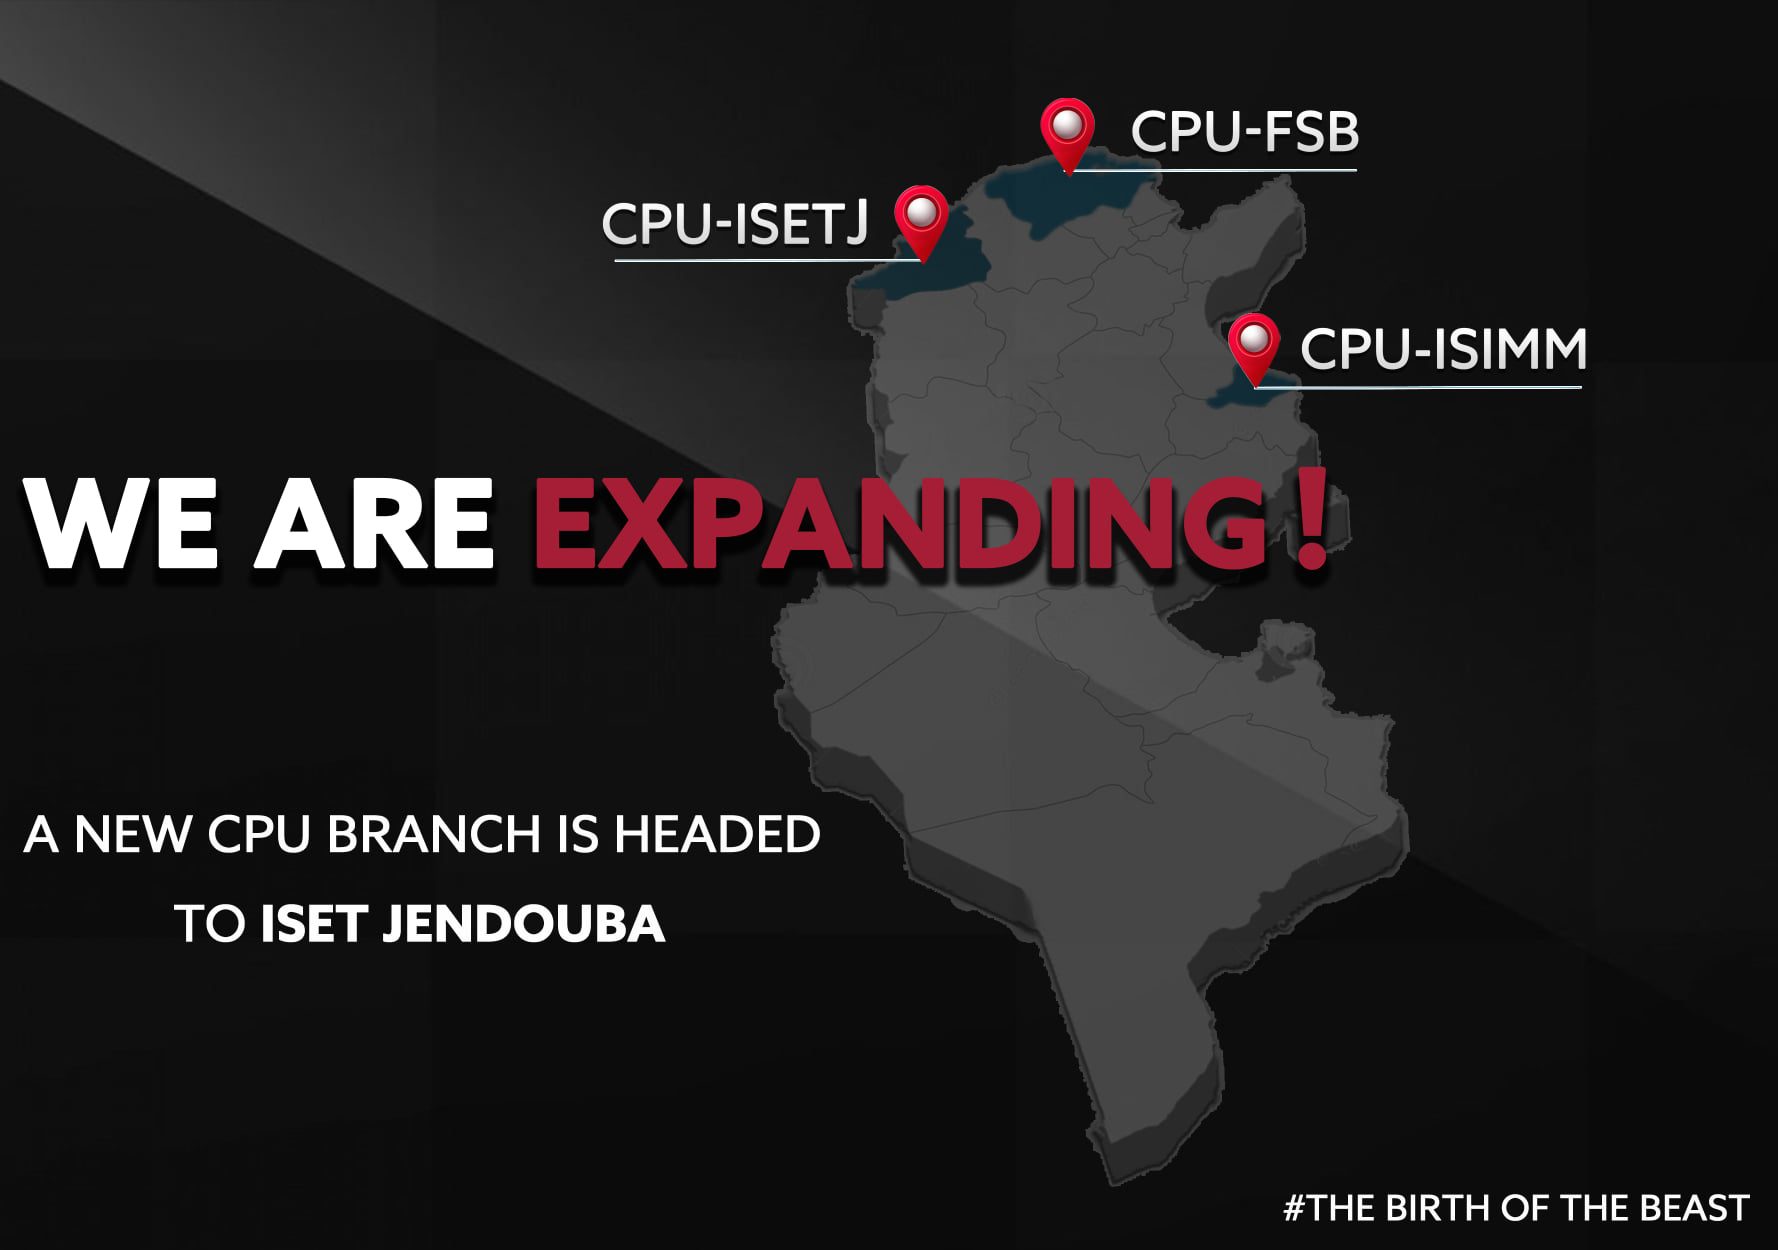 CPU-FSB
CPU-ISETJ
CPU-ISIMM
WE ARE EXPANDING!
A NEW CPU BRANCH IS HEADED
TO ISET JENDOUBA
#THE BIRTH OF THE BEAST